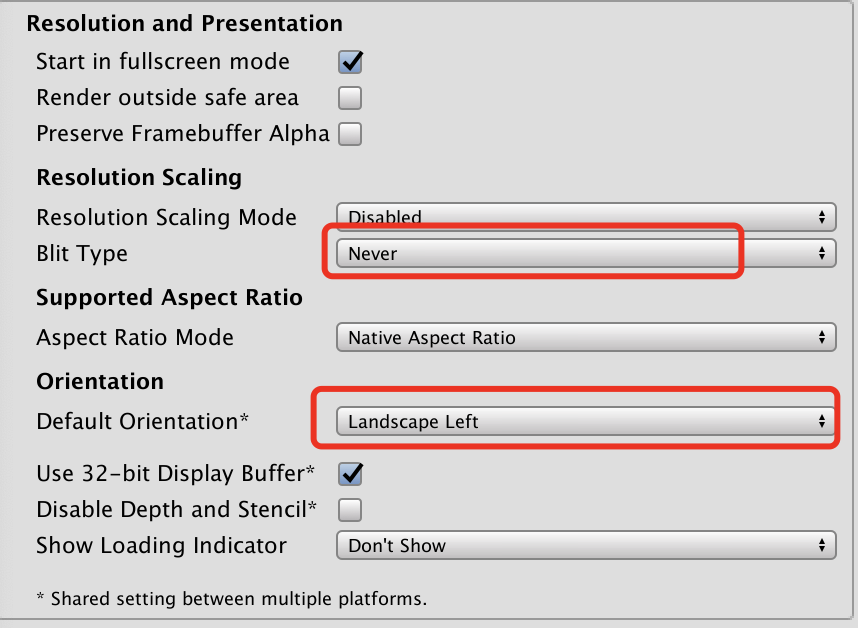 Resolution and Presentation
Start in fullscreen mode
Render outside safe area
Preserve Framebuffer Alpha
Resolution Scaling
Resolution Scaling Mode Disabled
Blit Type Never
Supported Aspect Ratio
Aspect Ratio Mode Native Aspect Ratio
Orientation
Default Orientation* Landscape Left
Use 32-bit Display Buffer*
Disable Depth and Stencil*
Show Loading Indicator Don't Show
* Shared setting between multiple platforms.